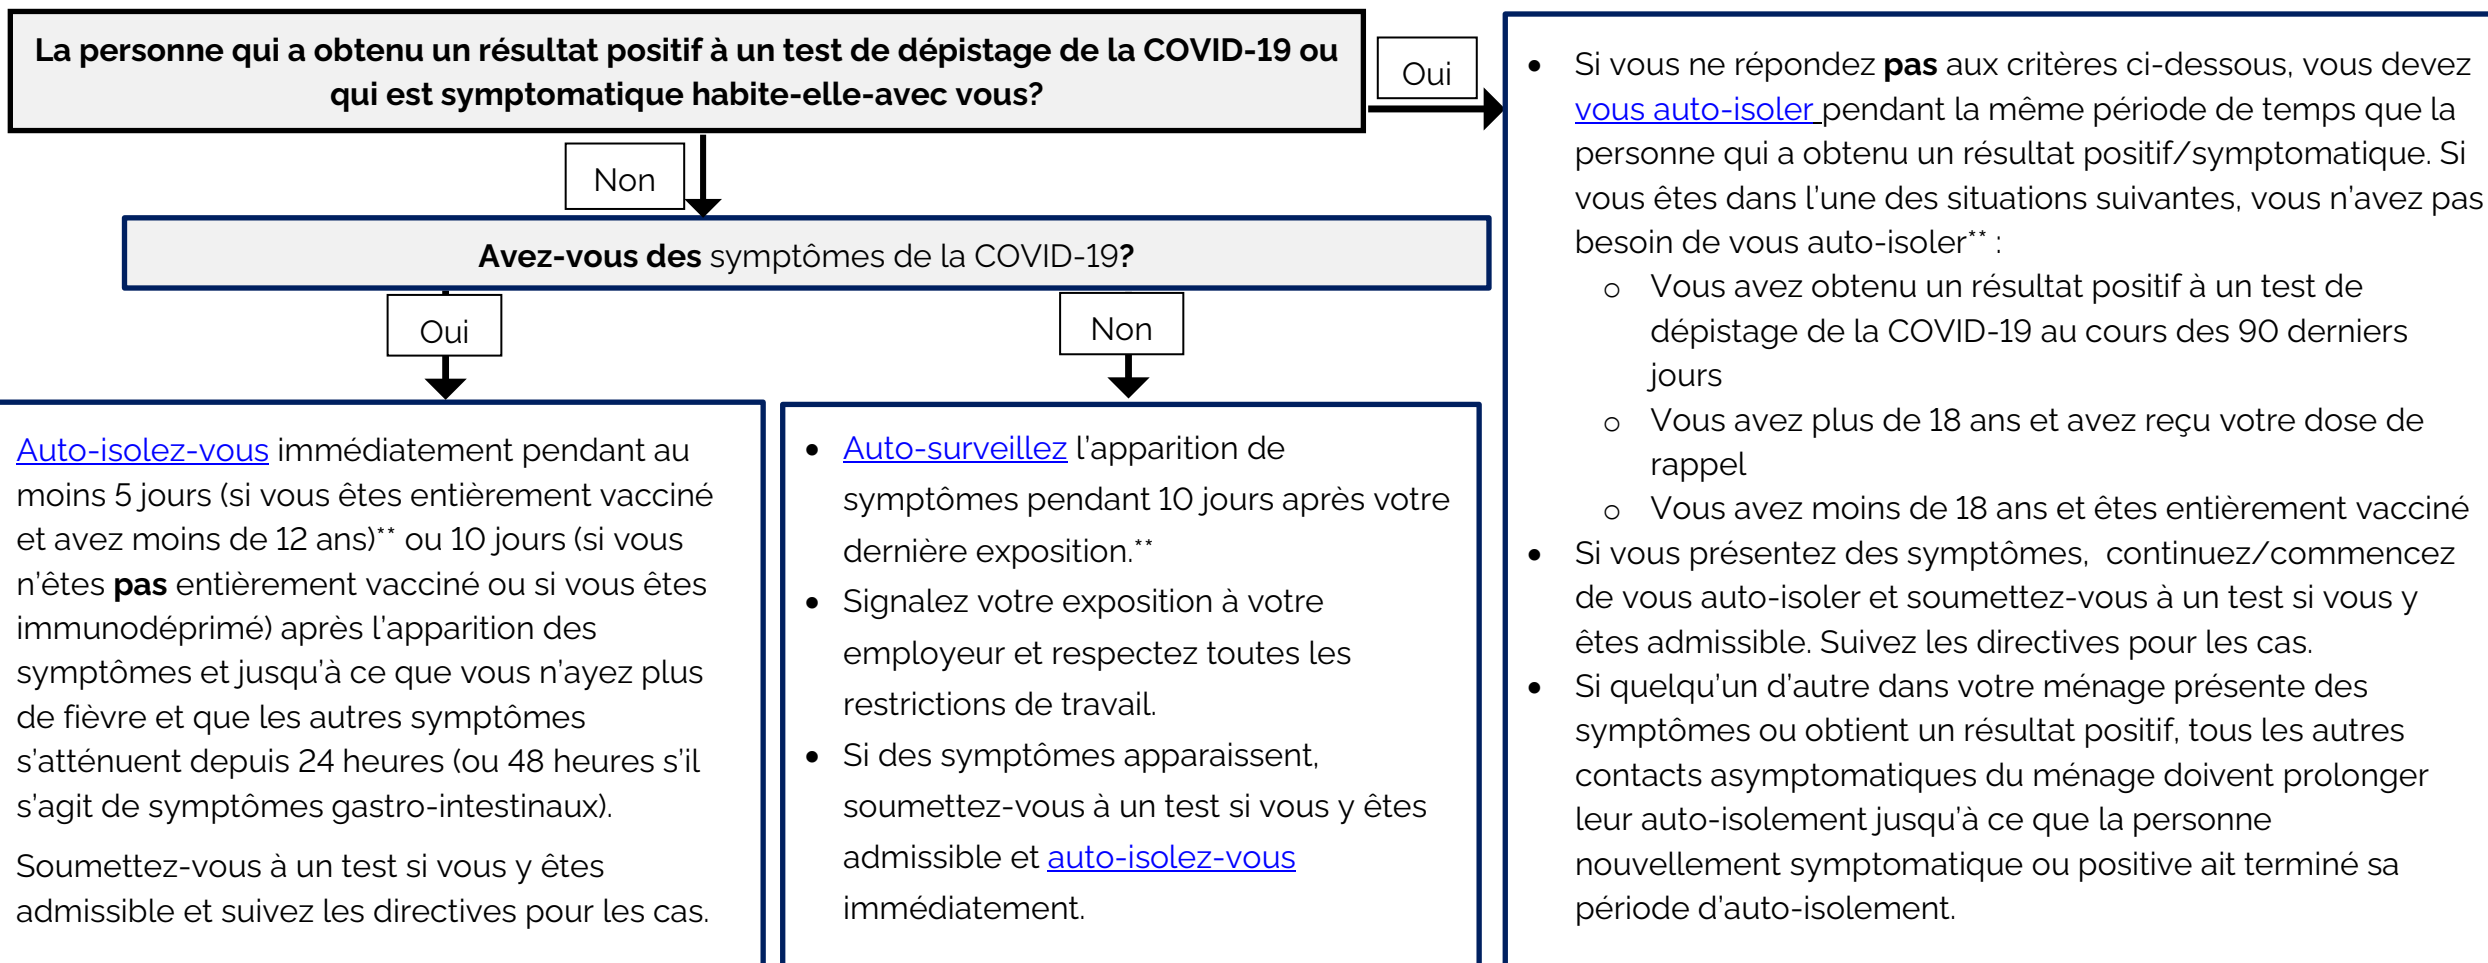 La personne qui a obtenu un résultat positif à un test de dépistage de la COVID-19 ou
qui est symptomatique habite-elle-avec vous?
Oui
Non
Avez-vous des symptômes de la COVID-19?
Oui
Non
Auto-isolez-vous immédiatement pendant au
moins 5 jours (si vous êtes entièrement vacciné
et avez moins de 12 ans)** ou 10 jours (si vous
n'êtes pas entièrement vacciné ou si vous êtes
immunodéprimé) après l'apparition des
symptômes et jusqu'à ce que vous n'ayez plus
de fièvre et que les autres symptômes
s'atténuent depuis 24 heures (ou 48 heures s'il
s'agit de symptômes gastro-intestinaux).
Soumettez-vous à un test si vous y êtes
admissible et suivez les directives pour les cas.
• Auto-surveillez l'apparition de
symptômes pendant 10 jours après votre
dernière exposition.**
• Signalez votre exposition à votre
employeur et respectez toutes les
restrictions de travail.
• Si des symptômes apparaissent,
soumettez-vous à un test si vous y êtes
admissible et auto-isolez-vous
immédiatement.
• Si vous ne répondez pas aux critères ci-dessous, vous devez
vous auto-isoler pendant la même période de temps que la
personne qui a obtenu un résultat positif/symptomatique. Si
vous êtes dans l'une des situations suivantes, vous n'avez pas
besoin de vous auto-isoler** :
o Vous avez obtenu un résultat positif à un test de
dépistage de la COVID-19 au cours des 90 derniers
jours
o Vous avez plus de 18 ans et avez reçu votre dose de
rappel
o Vous avez moins de 18 ans et êtes entièrement vacciné
• Si vous présentez des symptômes, continuez/commencez
de vous auto-isoler et soumettez-vous à un test si vous y
êtes admissible. Suivez les directives pour les cas.
• Si quelqu'un d'autre dans votre ménage présente des
symptômes ou obtient un résultat positif, tous les autres
contacts asymptomatiques du ménage doivent prolonger
leur auto-isolement jusqu'à ce que la personne
nouvellement symptomatique ou positive ait terminé sa
période d'auto-isolement.